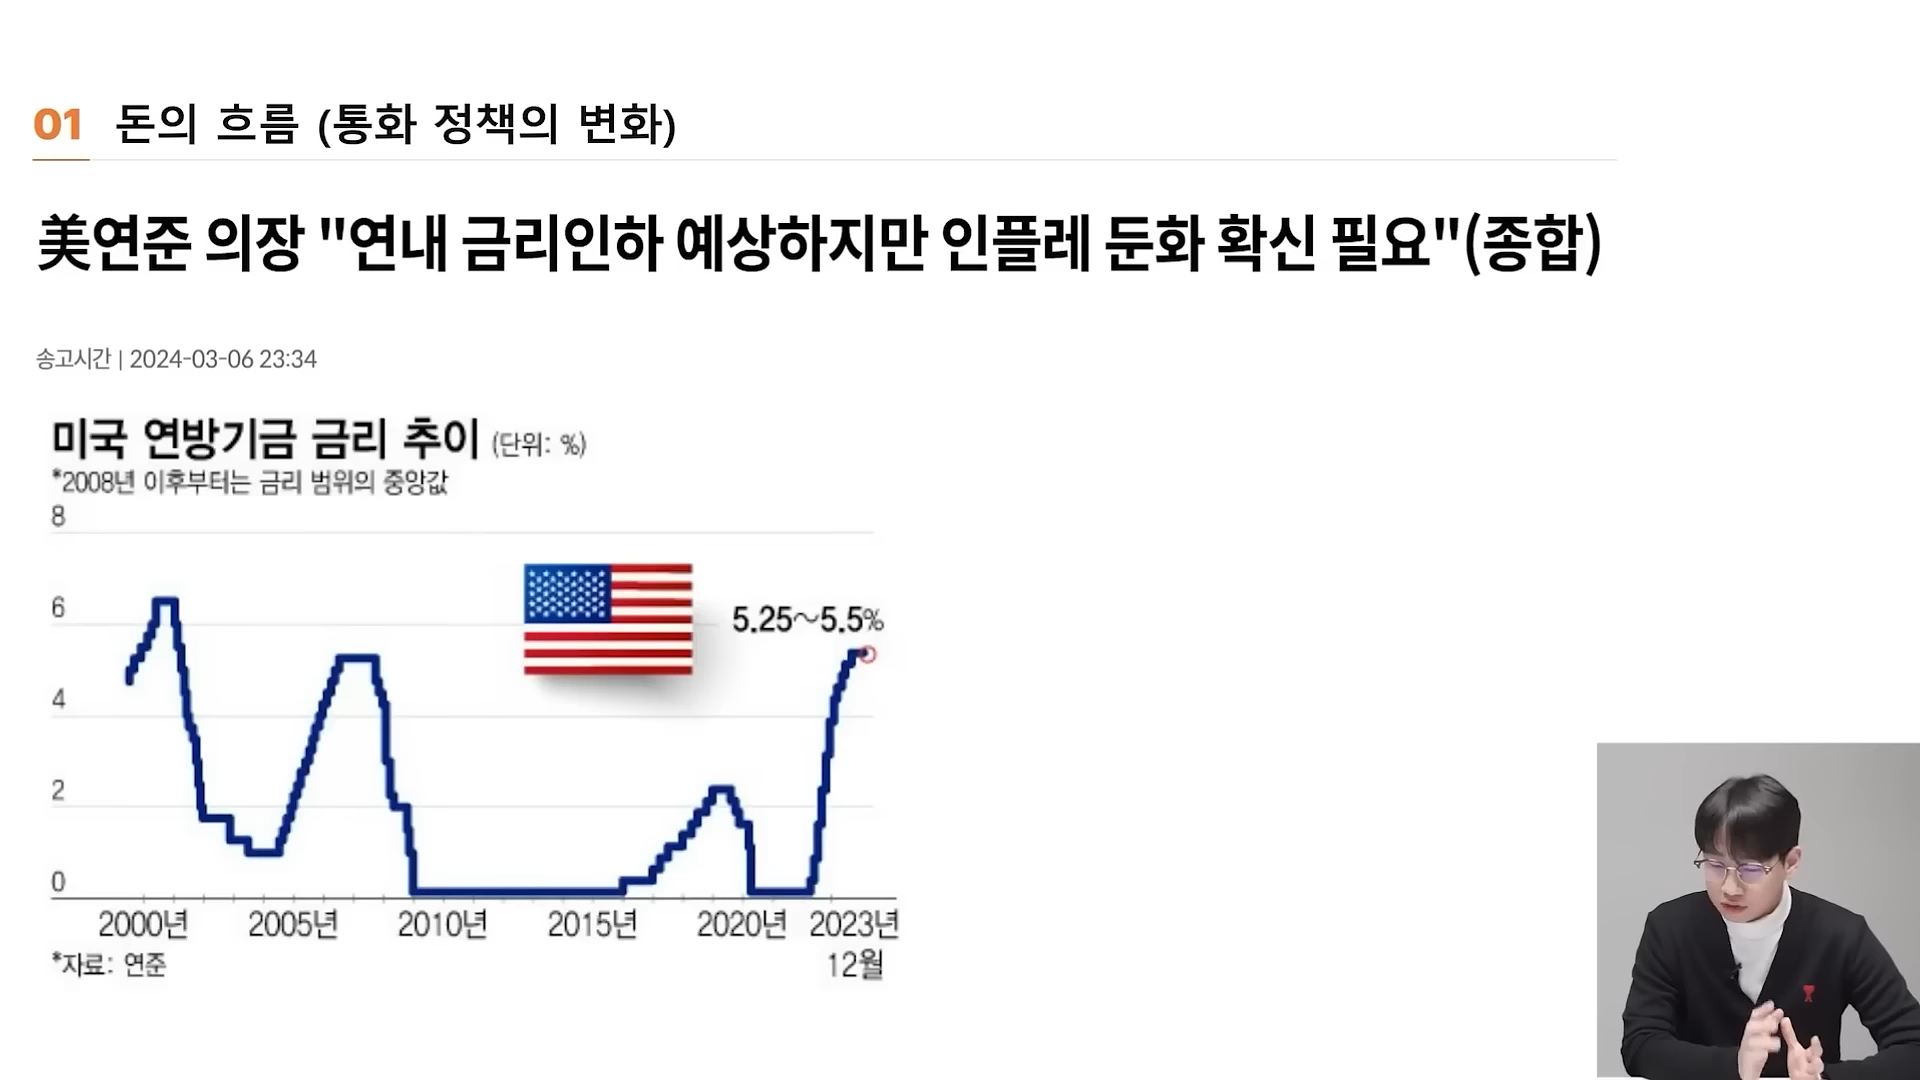 01 돈의 흐름 (통화 정책의 변화)
美연준 의장 "연내 금리인하 예상하지만 인플레 둔화 확신 필요"(종합)
송고시간 | 2024-03-06 23:34
미국 연방기금 금리 추이 (단위: %)
*2008년 이후부터는 금리 범위의 중앙값
8
6
5.25~5.5%
4
2
0
2000년 2005년 2010년 2015년 2020년 2023년
12월
*자료: 연준